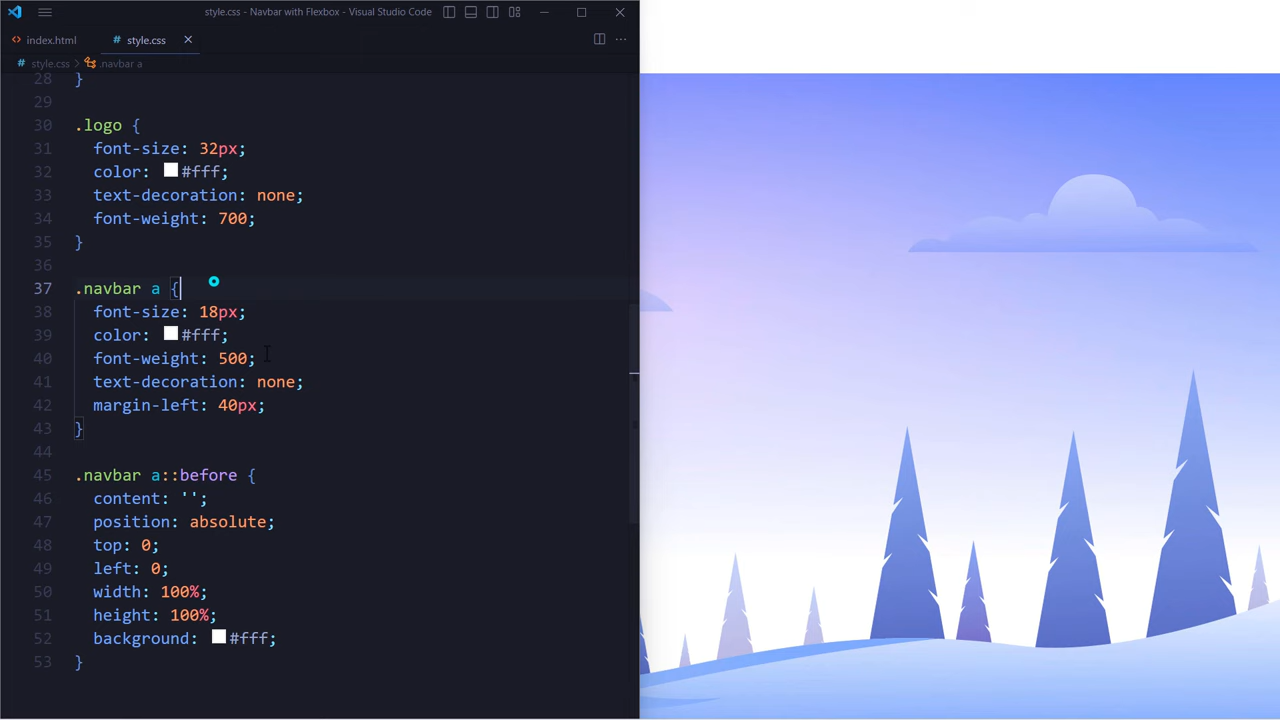 style.css - Navbar with Flexbox - Visual Studio Code
index.html
# style.css
style.css > .navbar a
28 }
29
30 .logo {
31 font-size: 32px;
32 color: #fff;
33 text-decoration: none;
34 font-weight: 700;
35 }
36
37 .navbar a {
38 font-size: 18px;
39 color: #fff;
40 font-weight: 500;
41 text-decoration: none;
42 margin-left: 40px;
43 }
44
45 .navbar a::before {
46 content: '';
47 position: absolute;
48 top: 0;
49 left: 0;
50 width: 100%;
51 height: 100%;
52 background: #fff;
53 }